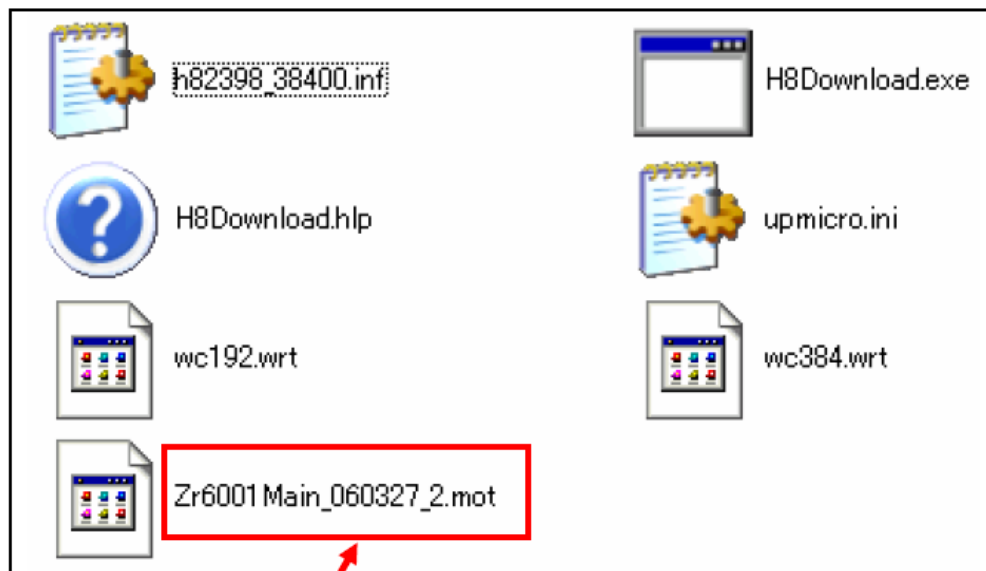 h82398_38400.inf
H8Download.exe
H8Download.hlp
upmicro.ini
wc192.wrt
wc384.wrt
Zr6001Main_060327_2.mot